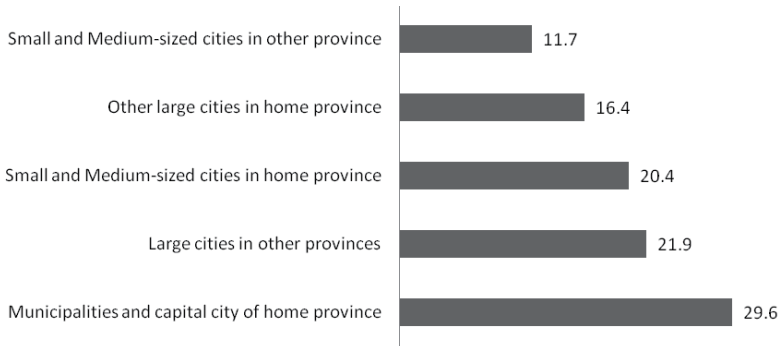 Small and Medium-sized cities in other province 11.7
Other large cities in home province 16.4
Small and Medium-sized cities in home province 20.4
Large cities in other provinces 21.9
Municipalities and capital city of home province 29.6